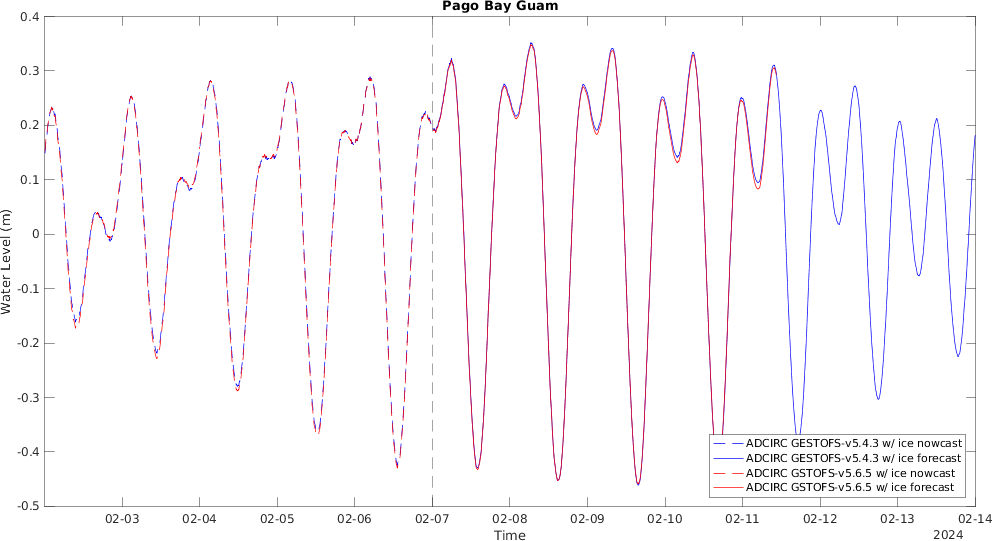 Pago Bay Guam
0.4
0.3
0.2
0.1
0
-0.1
-0.2
-0.3
-0.4
-0.5
Water Level (m)
ADCIRC GESTOFS-v5.4.3 w/ ice nowcast
ADCIRC GESTOFS-v5.4.3 w/ ice forecast
ADCIRC GSTOFS-v5.6.5 w/ ice nowcast
ADCIRC GSTOFS-v5.6.5 w/ ice forecast
02-03 02-04 02-05 02-06 02-07 02-08 02-09 02-10 02-11 02-12 02-13 02-14
Time
2024